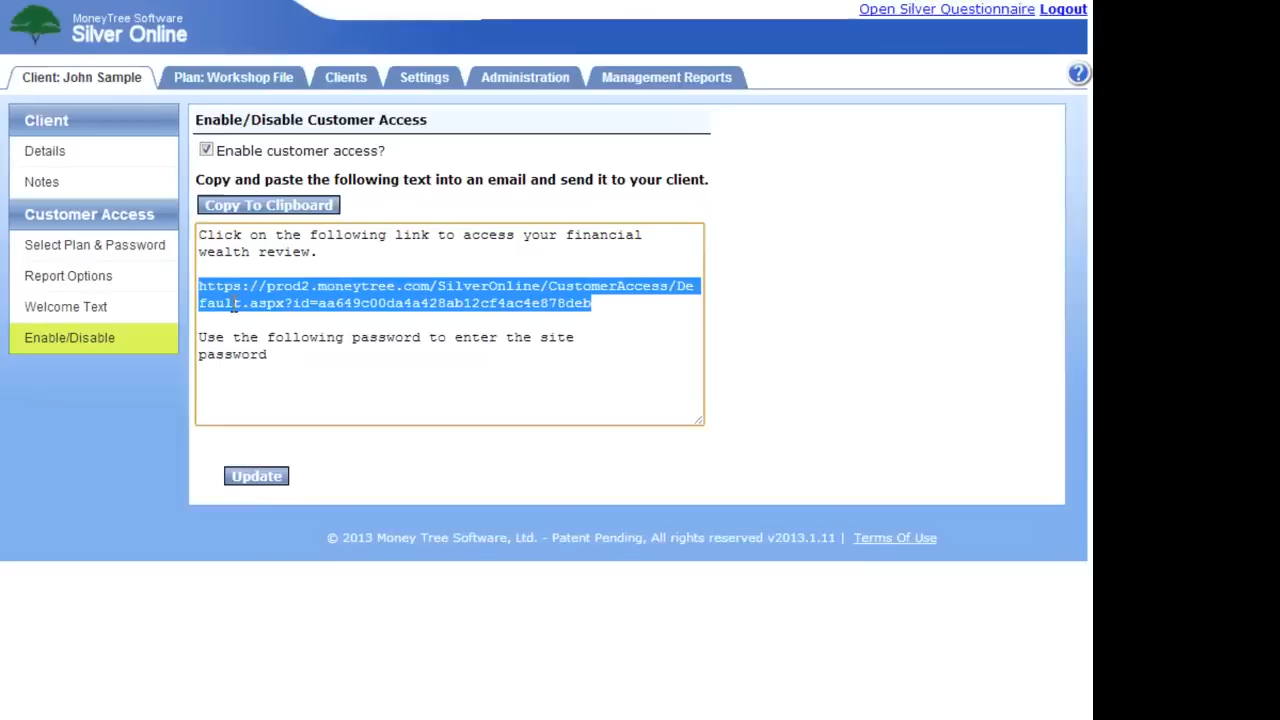 MoneyTree Software
Silver Online
Open Silver Questionnaire Logout
Client: John Sample
Plan: Workshop File
Clients
Settings
Administration
Management Reports
?
Client
Details
Notes
Customer Access
Select Plan & Password
Report Options
Welcome Text
Enable/Disable
Enable/Disable Customer Access
Enable customer access?
Copy and paste the following text into an email and send it to your client.
Copy To Clipboard
Click on the following link to access your financial
wealth review.
https://prod2.moneytree.com/SilverOnline/CustomerAccess/De
fault.aspx?id=aa649c00da4a428ab12cf4ac4e878deb
Use the following password to enter the site
password
Update
© 2013 Money Tree Software, Ltd. - Patent Pending, All rights reserved v2013.1.11 | Terms Of Use